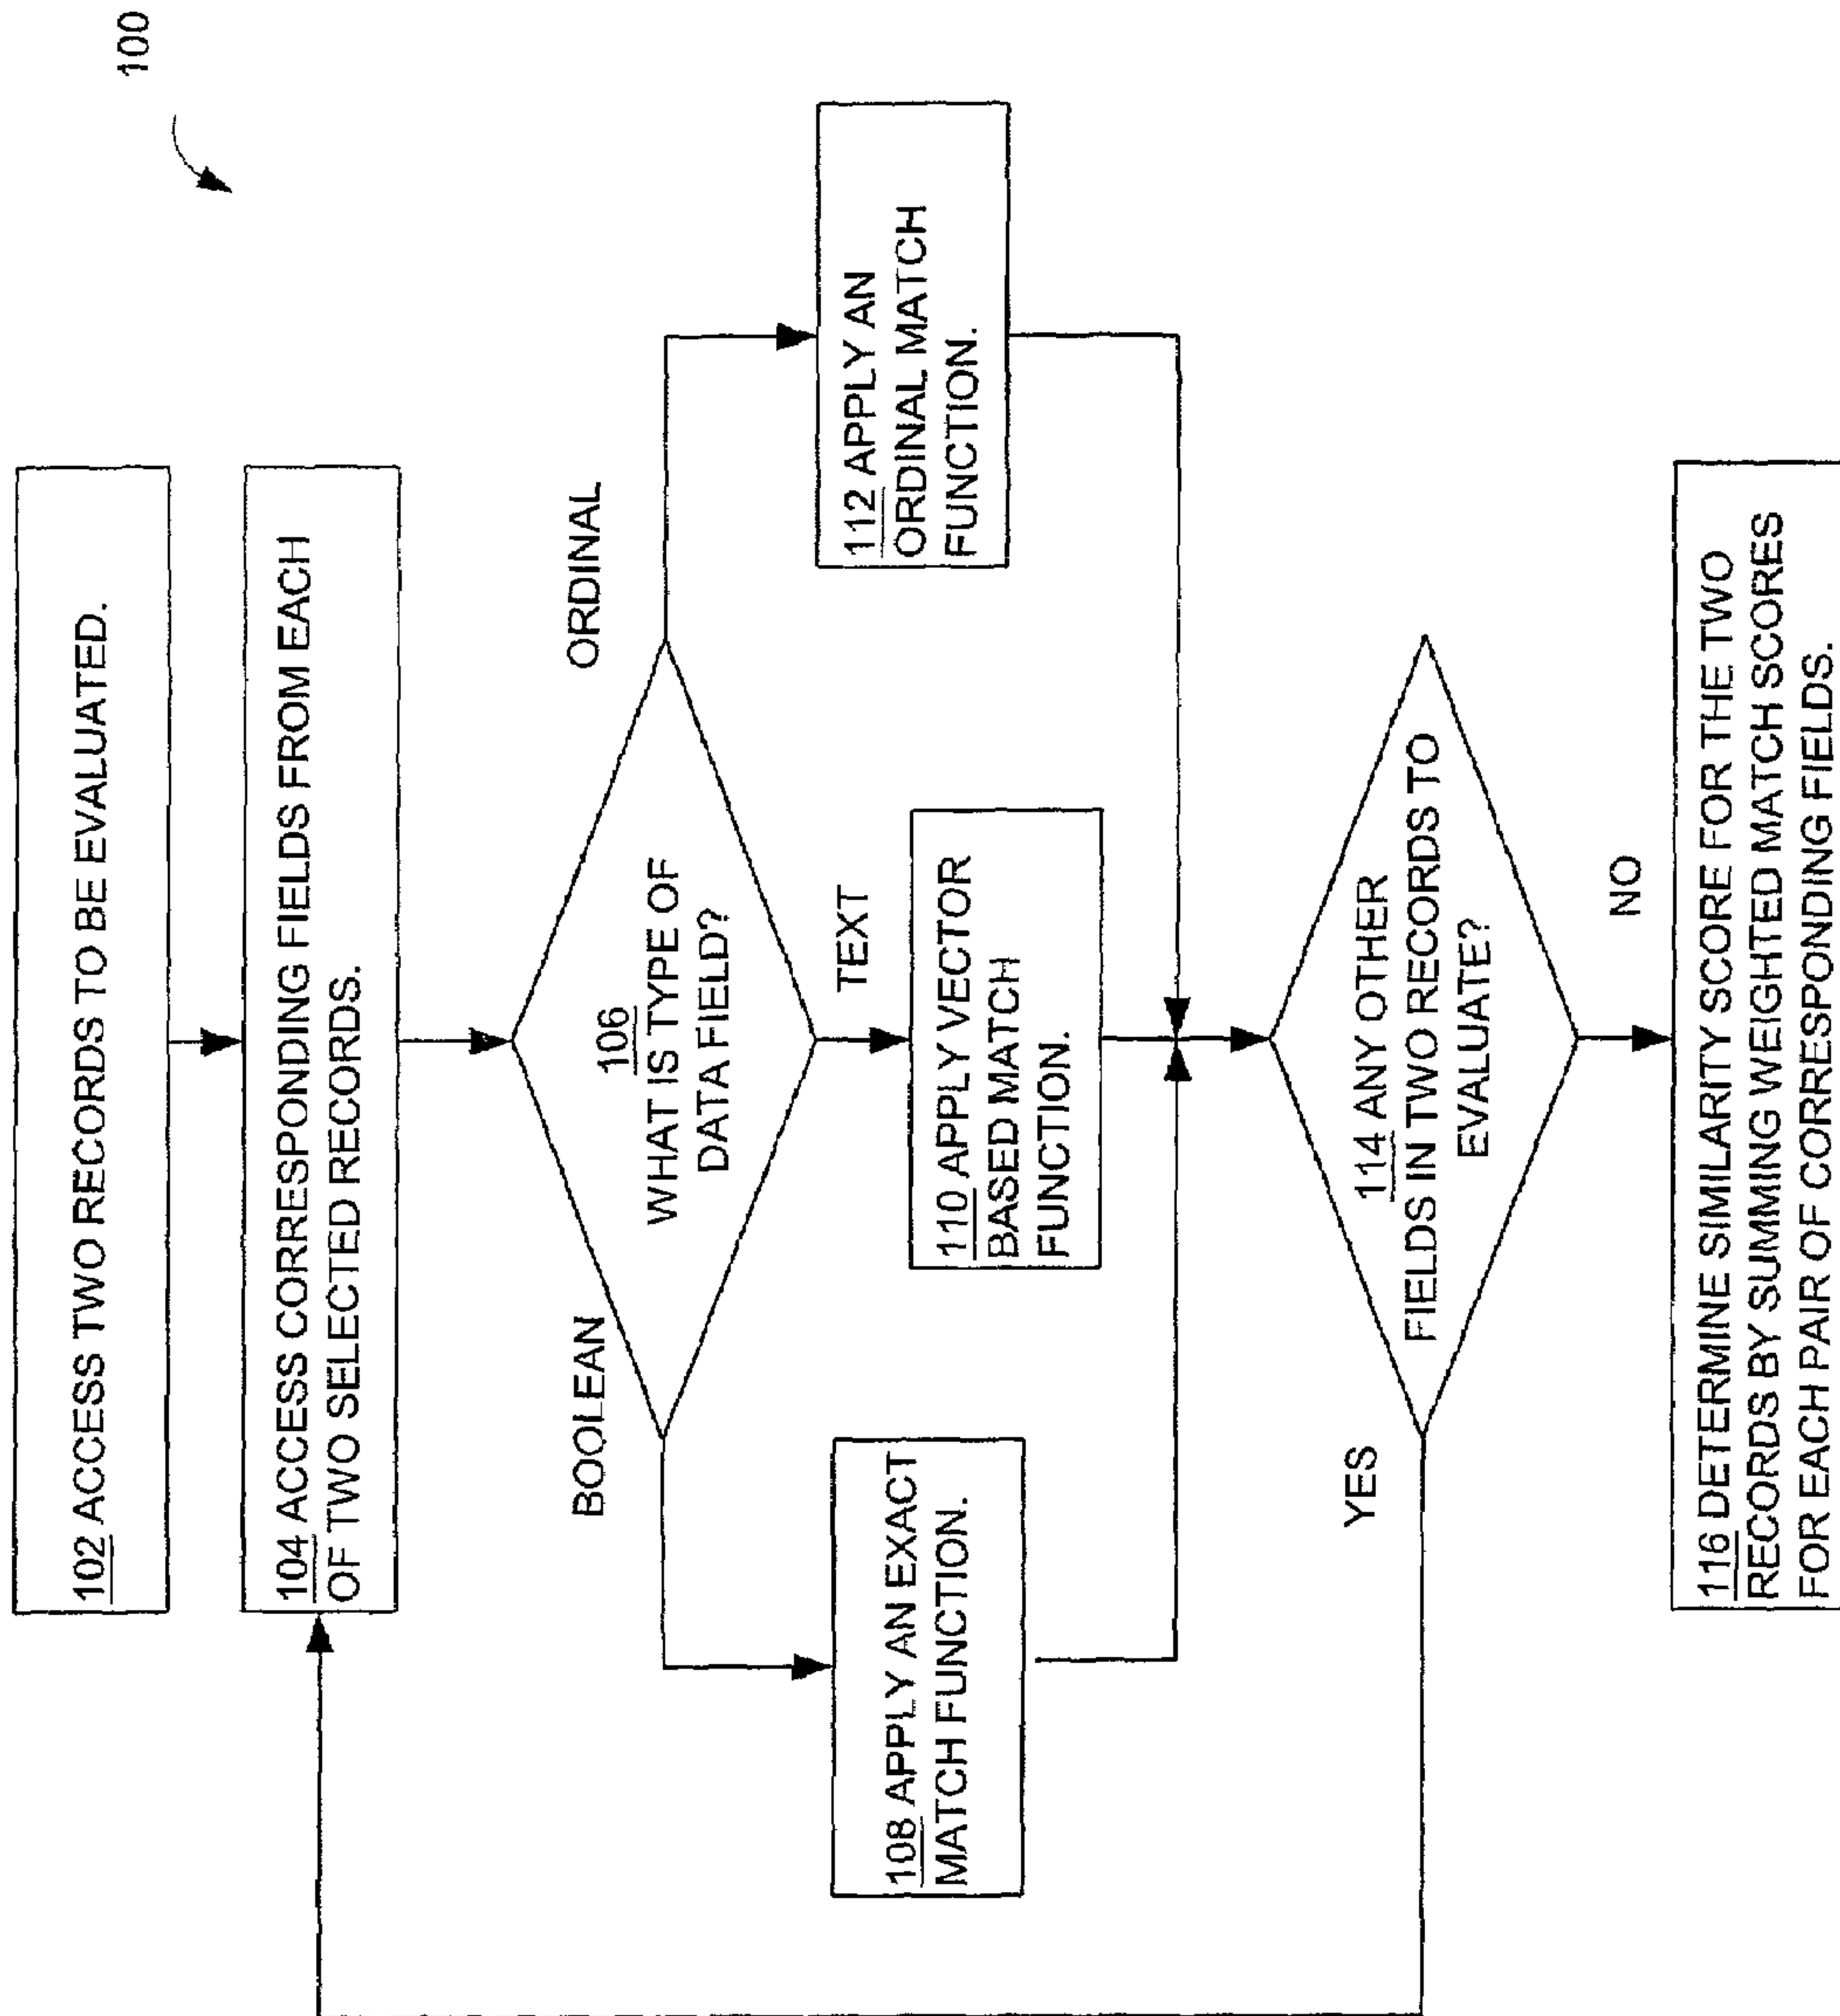 100
102 ACCESS TWO RECORDS TO BE EVALUATED.
104 ACCESS CORRESPONDING FIELDS FROM EACH
OF TWO SELECTED RECORDS.
106
WHAT IS TYPE OF
DATA FIELD?
BOOLEAN
TEXT
ORDINAL
108 APPLY AN EXACT
MATCH FUNCTION.
110 APPLY VECTOR
BASED MATCH
FUNCTION.
112 APPLY AN
ORDINAL MATCH
FUNCTION.
114 ANY OTHER
FIELDS IN TWO RECORDS TO
EVALUATE?
YES
NO
116 DETERMINE SIMILARITY SCORE FOR THE TWO
RECORDS BY SUMMING WEIGHTED MATCH SCORES
FOR EACH PAIR OF CORRESPONDING FIELDS.